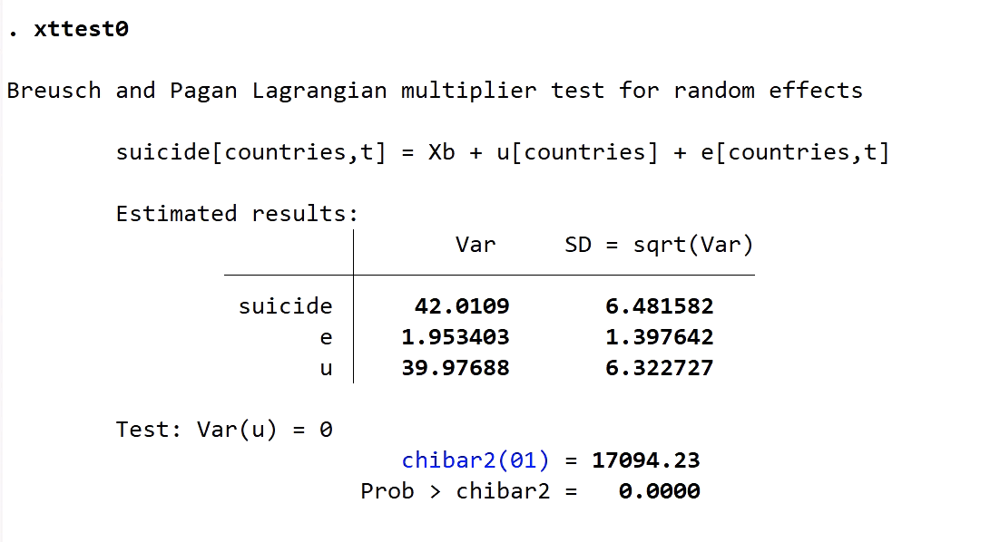 . xttest0
Breusch and Pagan Lagrangian multiplier test for random effects
suicide[countries,t] = Xb + u[countries] + e[countries,t]
Estimated results:
Var SD = sqrt(Var)
suicide 42.0109 6.481582
e 1.953403 1.397642
u 39.97688 6.322727
Test: Var(u) = 0
chibar2(01) = 17094.23
Prob > chibar2 = 0.0000